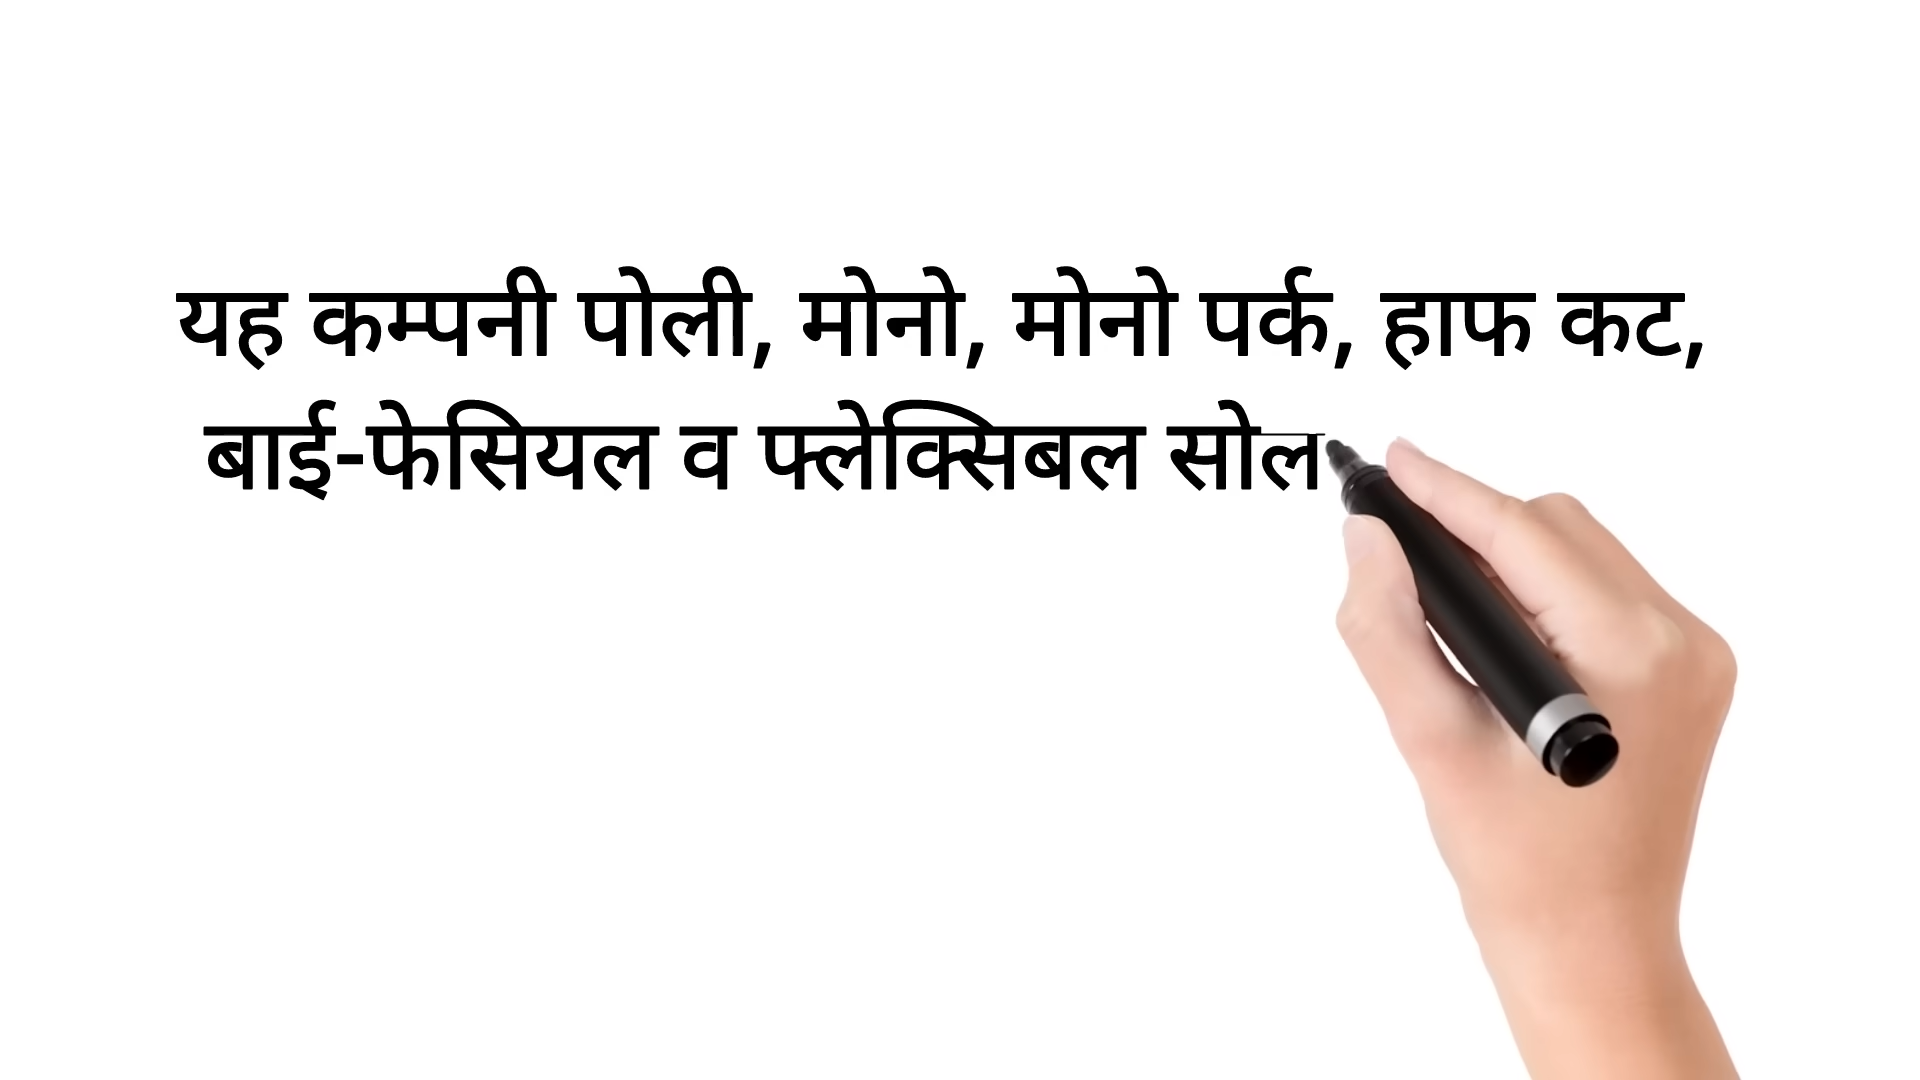 यह कम्पनी पोली, मोनो, मोनो पर्क, हाफ कट,
बाई-फेसियल व फ्लेक्सिबल सोल